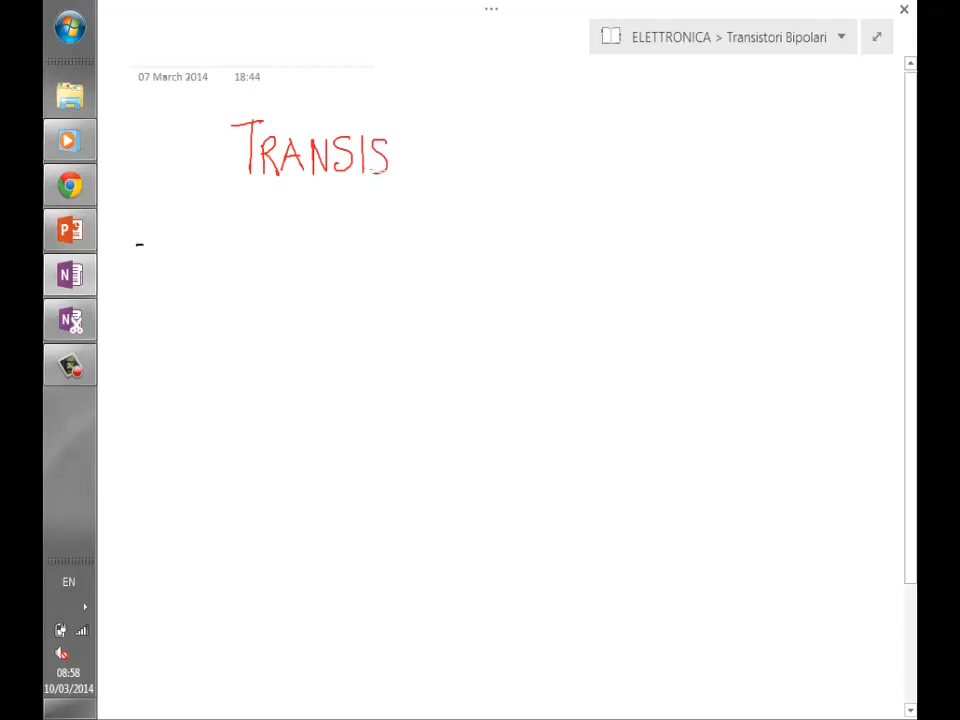 ELETTRONICA > Transistori Bipolari
07 March 2014 18:44
TRANSIS
EN
08:58
10/03/2014